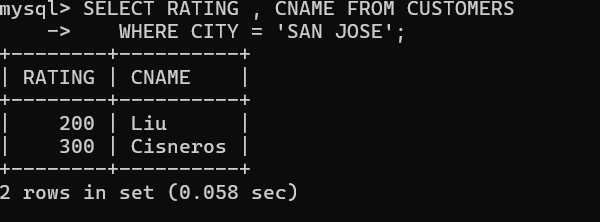 mysql> SELECT RATING , CNAME FROM CUSTOMERS
    ->    WHERE CITY = 'SAN JOSE';
+--------+----------+
| RATING | CNAME    |
+--------+----------+
|    200 | Liu      |
|    300 | Cisneros |
+--------+----------+
2 rows in set (0.058 sec)